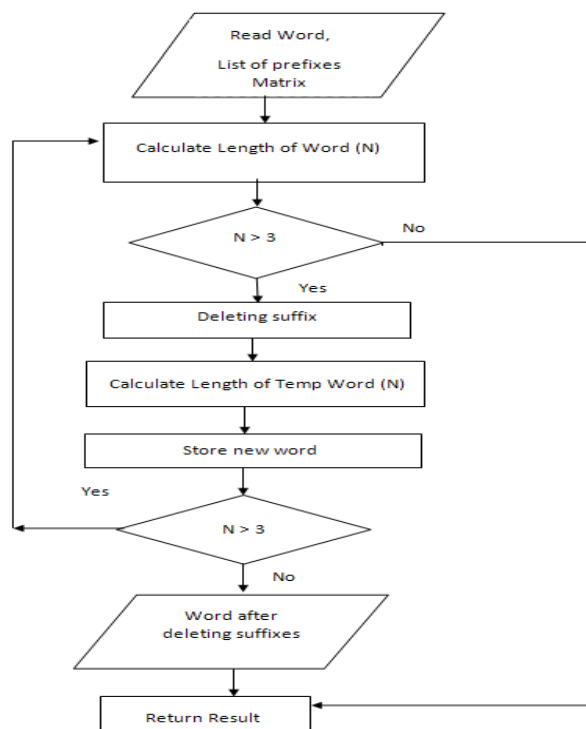 Read Word,
List of prefixes
Matrix
Calculate Length of Word (N)
N > 3
No
Yes
Deleting suffix
Calculate Length of Temp Word (N)
Store new word
Yes
N > 3
No
Word after
deleting suffixes
Return Result